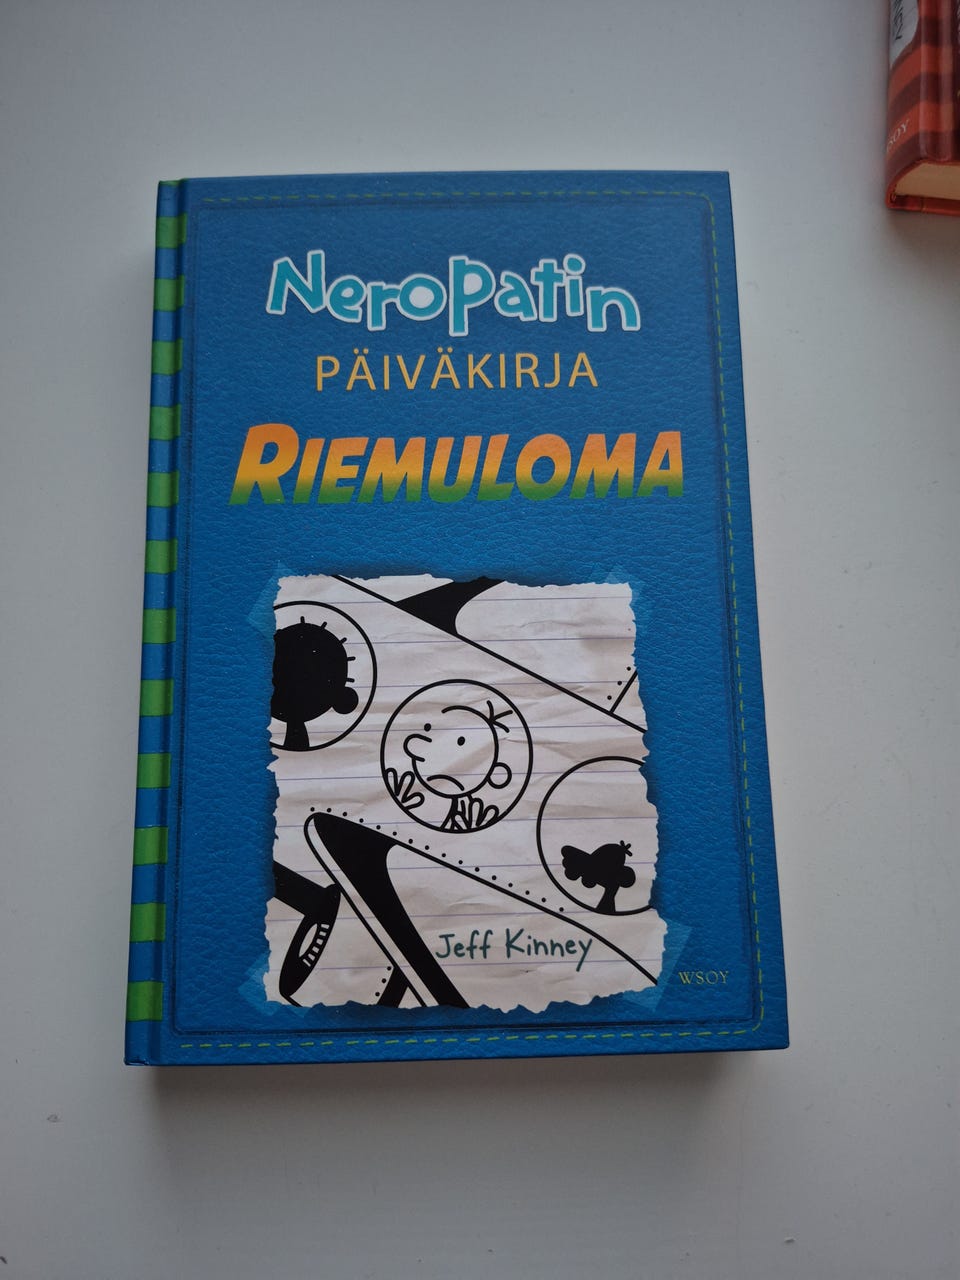 Neropatin
PÄIVÄKIRJA
RIEMULOMA
Jeff Kinney
WSOY